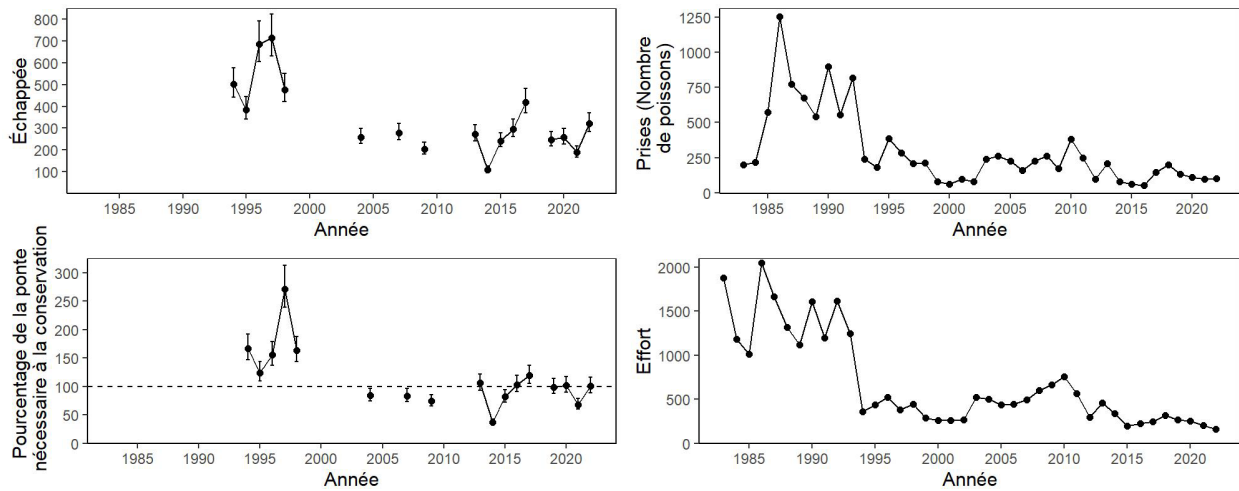 800
700
600
500
400
300
200
100
Échappée
1985 1990 1995 2000 2005 2010 2015 2020
Année
1250
1000
750
500
250
0
Prises (Nombre
de poissons)
1985 1990 1995 2000 2005 2010 2015 2020
Année
300
250
200
150
100
50
0
Pourcentage de la ponte
nécessaire à la conservation
1985 1990 1995 2000 2005 2010 2015 2020
Année
2000
1500
1000
500
0
Effort
1985 1990 1995 2000 2005 2010 2015 2020
Année